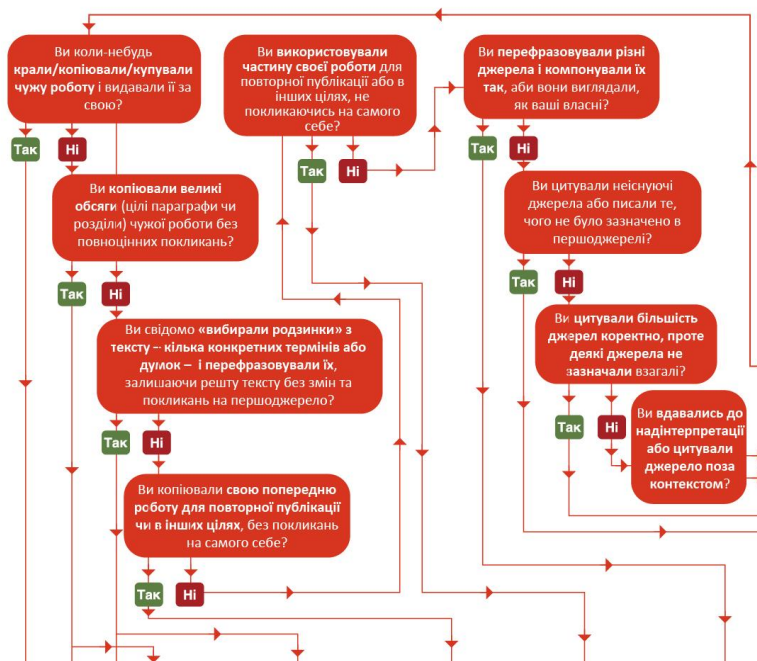 Ви коли-небудь
крали/копіювали/купували
чужу роботу і видавали її за
свою?
Так
Ні
Ви копіювали великі
обсяги (цілі параграфи чи
розділи) чужої роботи без
повноцінних покликань?
Так
Ні
Ви свідомо «вибирали родзинки» з
тексту – кілька конкретних термінів або
думок – і перефразовували їх,
залишаючи решту тексту без змін та
покликань на першоджерело?
Так
Ні
Ви копіювали свою попередню
роботу для повторної публікації
чи в інших цілях, без покликань
на самого себе?
Так
Ні
Ви використовували
частину своєї роботи для
повторної публікації або в
інших цілях, не
покликаючись на самого
себе?
Так
Ні
Ви перефразовували різні
джерела і компонували їх
так, аби вони виглядали,
як ваші власні?
Так
Ні
Ви цитували неіснуючі
джерела або писали те,
чого не було зазначено в
першоджерелі?
Так
Ні
Ви цитували більшість
джерел коректно, проте
деякі джерела не
зазначали взагалі?
Так
Ні
Ви вдавались до
надінтерпретації
або цитували
джерело поза
контекстом?